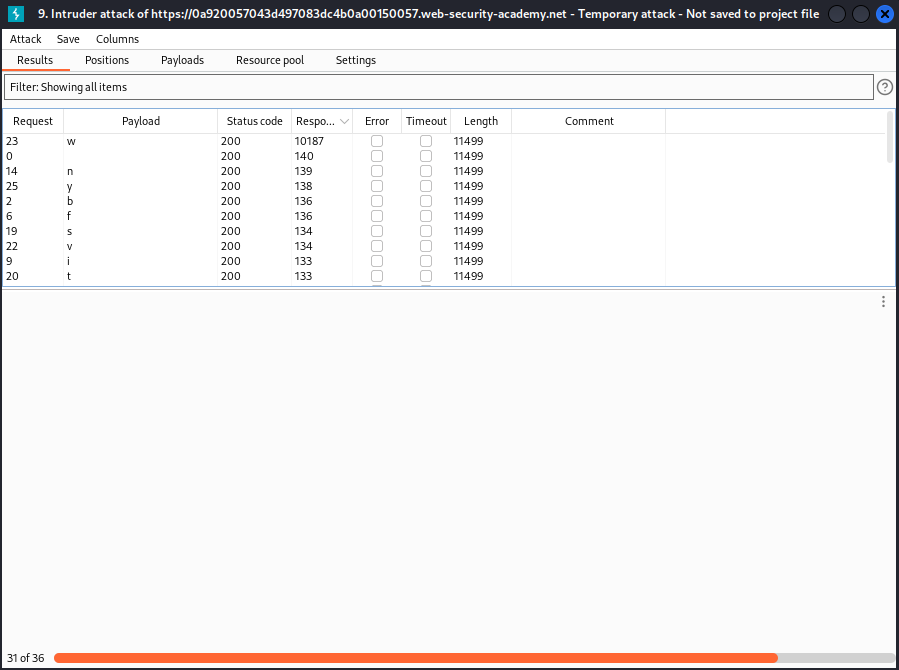 9. Intruder attack of https://0a920057043d497083dc4b0a00150057.web-security-academy.net - Temporary attack - Not saved to project file
Attack Save Columns
Results Positions Payloads Resource pool Settings
Filter: Showing all items
Request Payload Status code Respo... Error Timeout Length Comment
23 w 200 10187 11499
0 200 140 11499
14 n 200 139 11499
25 y 200 138 11499
2 b 200 136 11499
6 f 200 136 11499
19 s 200 134 11499
22 v 200 134 11499
9 i 200 133 11499
20 t 200 133 11499
31 of 36